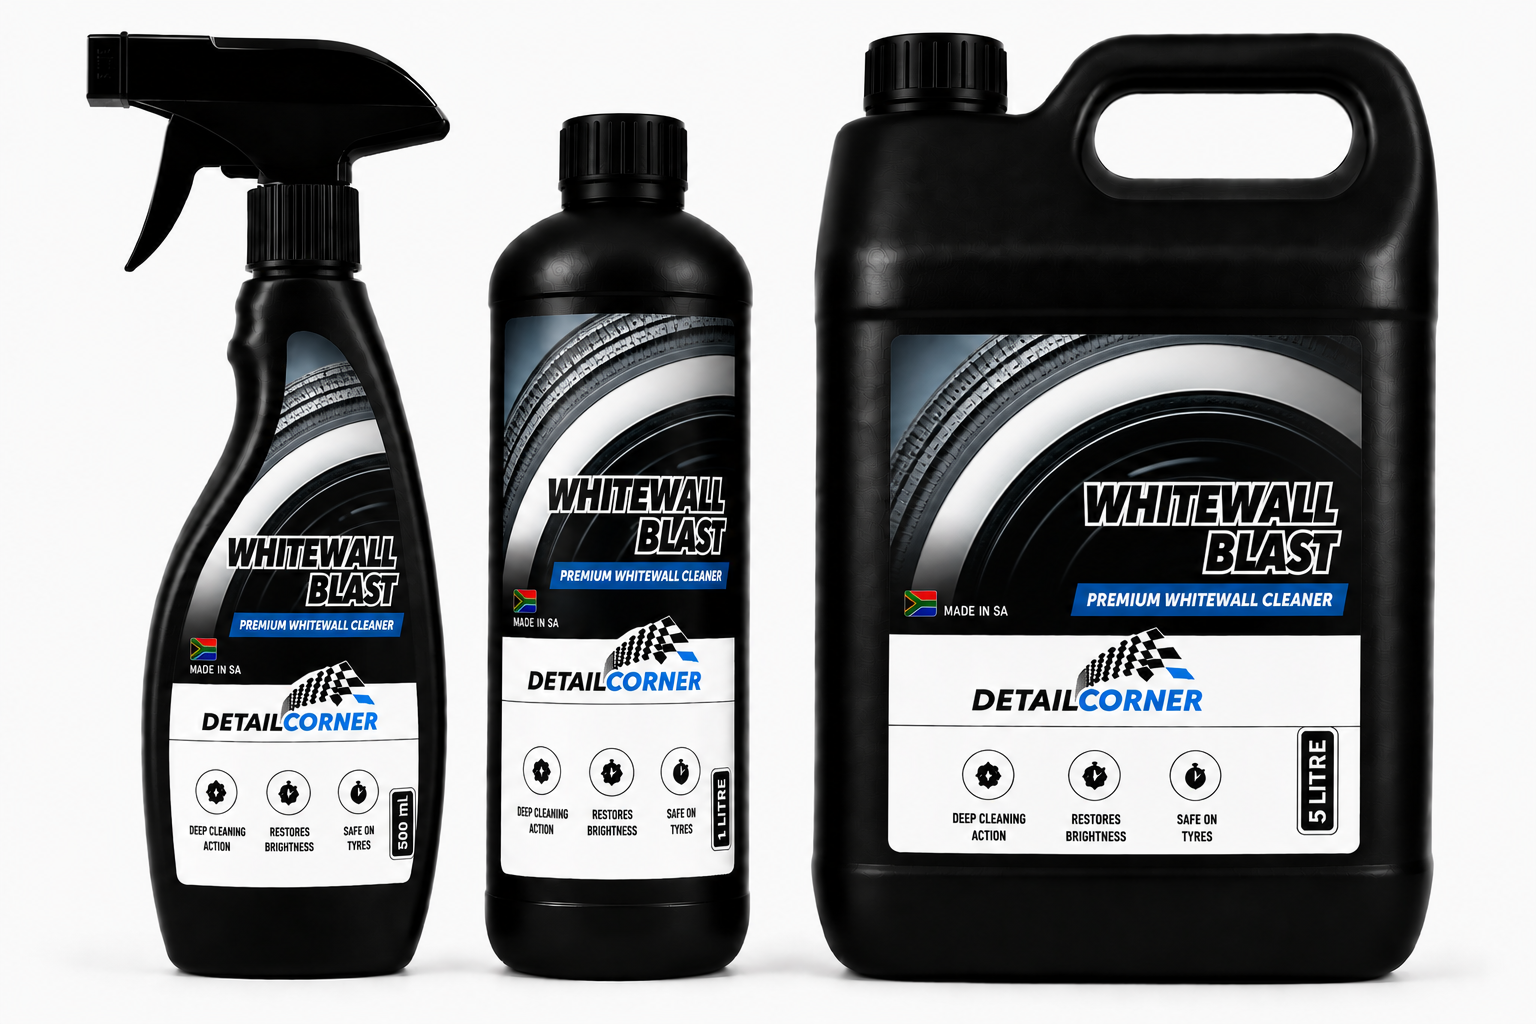 WHITEWALL
BLAST
PREMIUM WHITEWALL CLEANER
MADE IN SA
DETAILCORNER
DEEP CLEANING
ACTION
RESTORES
BRIGHTNESS
SAFE ON
TYRES
500 mL
WHITEWALL
BLAST
PREMIUM WHITEWALL CLEANER
MADE IN SA
DETAILCORNER
DEEP CLEANING
ACTION
RESTORES
BRIGHTNESS
SAFE ON
TYRES
1 LITRE
WHITEWALL
BLAST
PREMIUM WHITEWALL CLEANER
MADE IN SA
DETAILCORNER
DEEP CLEANING
ACTION
RESTORES
BRIGHTNESS
SAFE ON
TYRES
5 LITRE